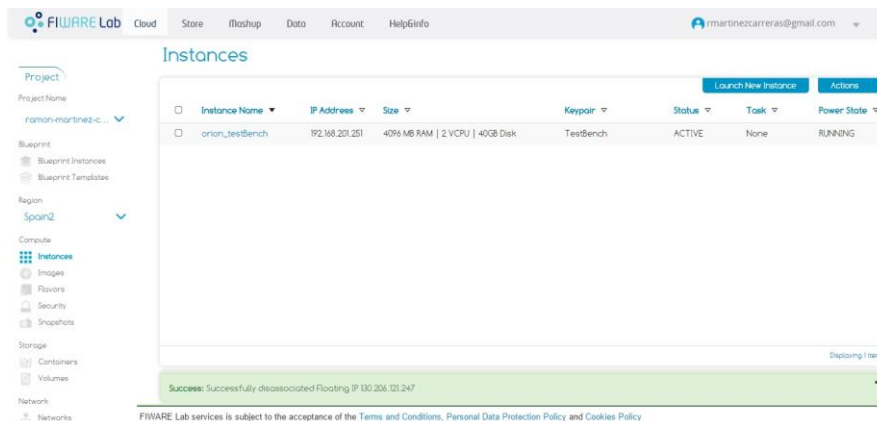 FIWARE Lab Cloud Store Mashup Data Account Help&info rmartinezcarreras@gmail.com
Instances
Project
Project Name
ramon-martinez-c...
Blueprint
Blueprint Instances
Blueprint Templates
Region
Spain2
Compute
Instances
Images
Flavors
Security
Snapshots
Storage
Containers
Volumes
Network
Networks
Launch New Instance Actions
Instance Name IP Address Size Keypair Status Task Power State
orion_testBench 192.168.201.251 4096 MB RAM | 2 VCPU | 40GB Disk TestBench ACTIVE None RUNNING
Displaying 1 item
Success: Successfully disassociated Floating IP 130.206.121.247
FIWARE Lab services is subject to the acceptance of the Terms and Conditions, Personal Data Protection Policy and Cookies Policy